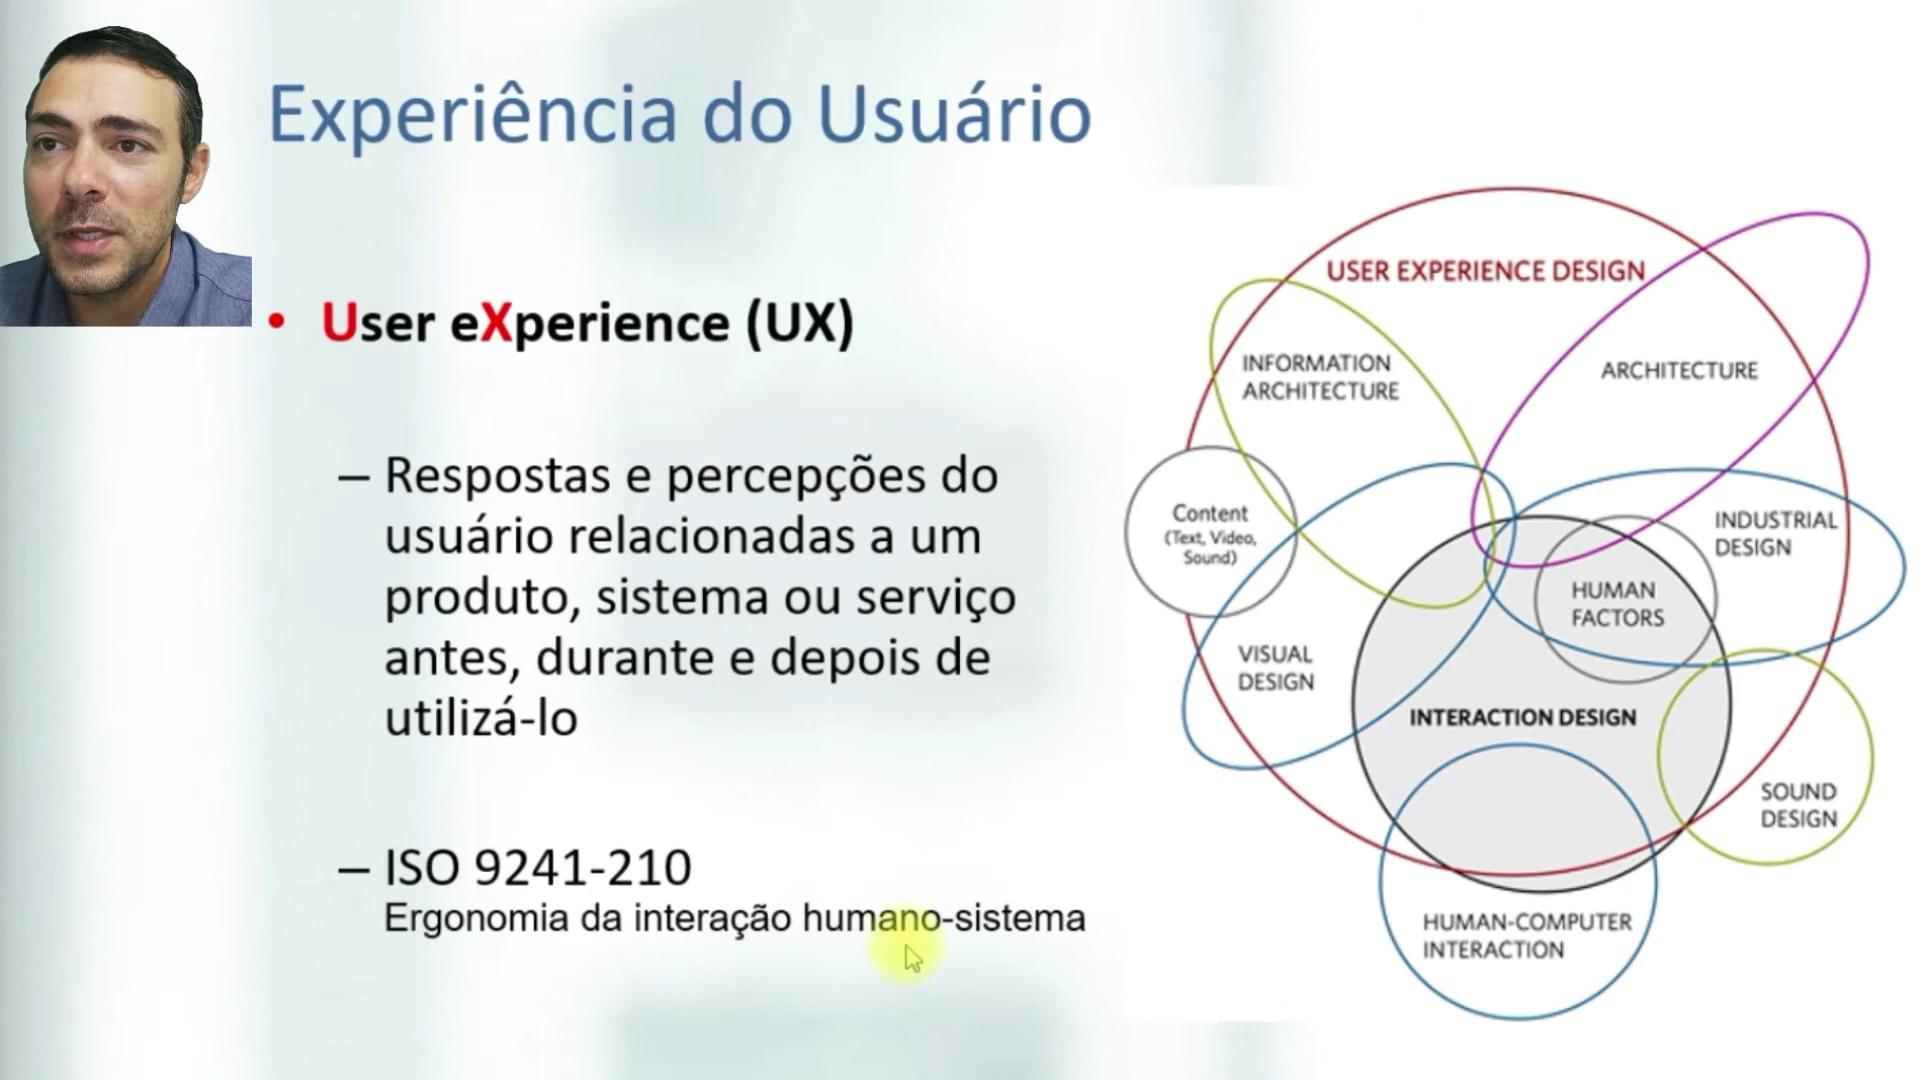 Experiência do Usuário
• User eXperience (UX)
– Respostas e percepções do
usuário relacionadas a um
produto, sistema ou serviço
antes, durante e depois de
utilizá-lo
– ISO 9241-210
Ergonomia da interação humano-sistema
USER EXPERIENCE DESIGN
INFORMATION
ARCHITECTURE
ARCHITECTURE
Content
(Text, Video,
Sound)
INDUSTRIAL
DESIGN
HUMAN
FACTORS
VISUAL
DESIGN
INTERACTION DESIGN
SOUND
DESIGN
HUMAN-COMPUTER
INTERACTION